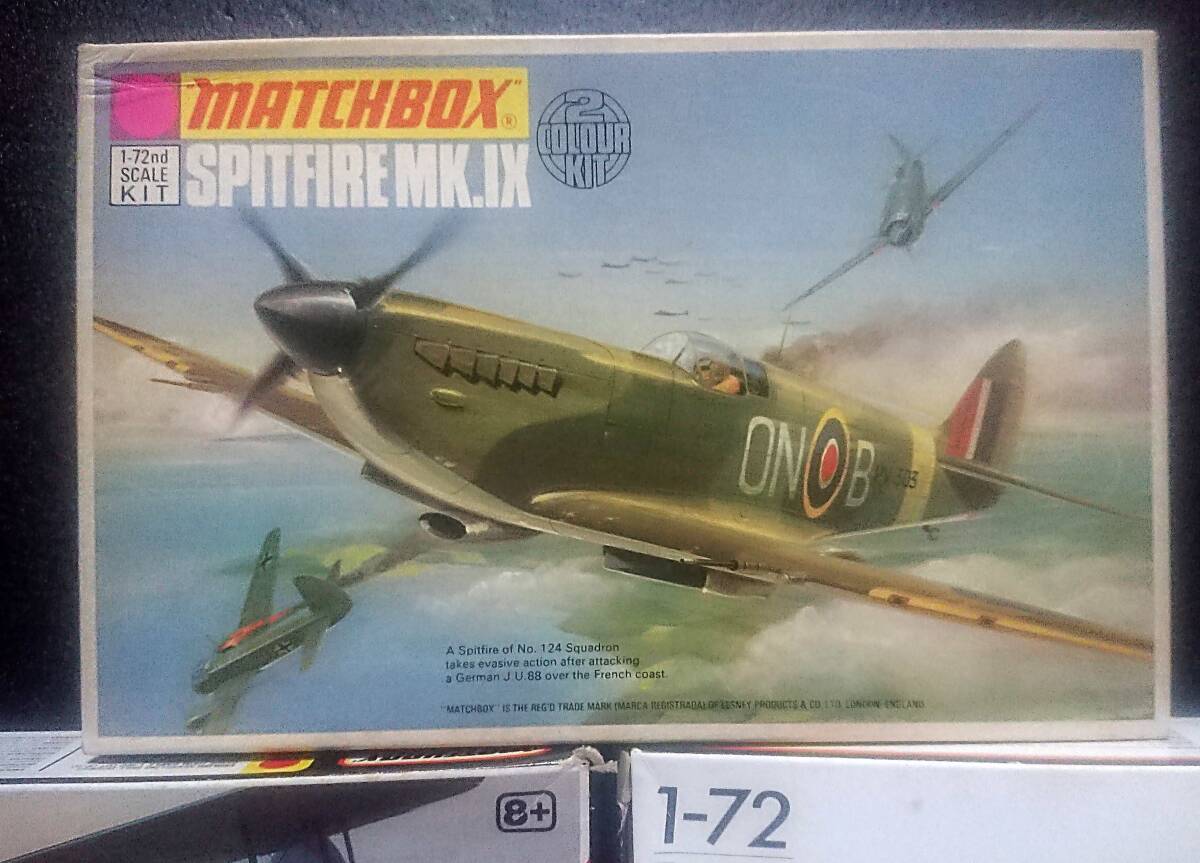 "MATCHBOX"®
1-72nd
SCALE
KIT
SPITFIRE MK.IX
2
COLOUR
KIT
ON B
A Spitfire of No. 124 Squadron
takes evasive action after attacking
a German J.U.88 over the French coast.
"MATCHBOX" IS THE REG'D TRADE MARK (MARCA REGISTRADA) OF LESNEY PRODUCTS & CO. LTD. LONDON, ENGLAND
8+
1-72